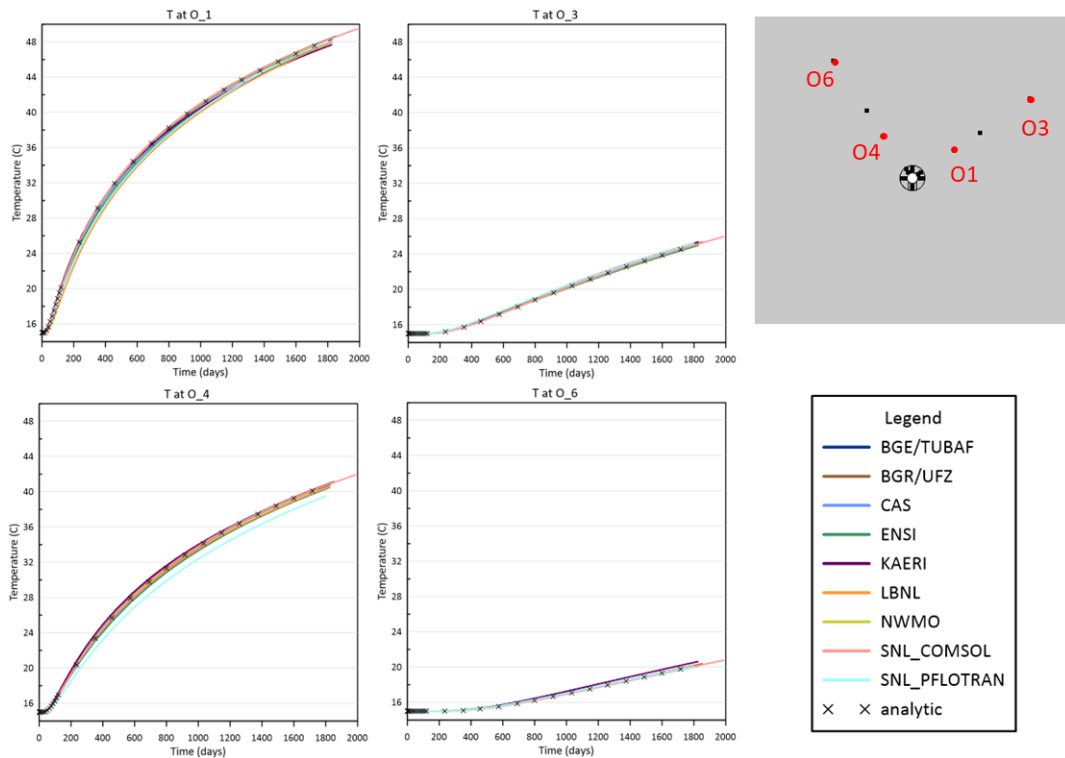 T at O_1
48
44
40
36
32
28
24
20
16
Temperature (C)
0 200 400 600 800 1000 1200 1400 1600 1800 2000
Time (days)
T at O_3
48
44
40
36
32
28
24
20
16
Temperature (C)
0 200 400 600 800 1000 1200 1400 1600 1800 2000
Time (days)
O6
O3
O4
O1
T at O_4
48
44
40
36
32
28
24
20
16
Temperature (C)
0 200 400 600 800 1000 1200 1400 1600 1800 2000
Time (days)
T at O_6
48
44
40
36
32
28
24
20
16
Temperature (C)
0 200 400 600 800 1000 1200 1400 1600 1800 2000
Time (days)
Legend
BGE/TUBAF
BGR/UFZ
CAS
ENSI
KAERI
LBNL
NWMO
SNL_COMSOL
SNL_PFLOTRAN
analytic